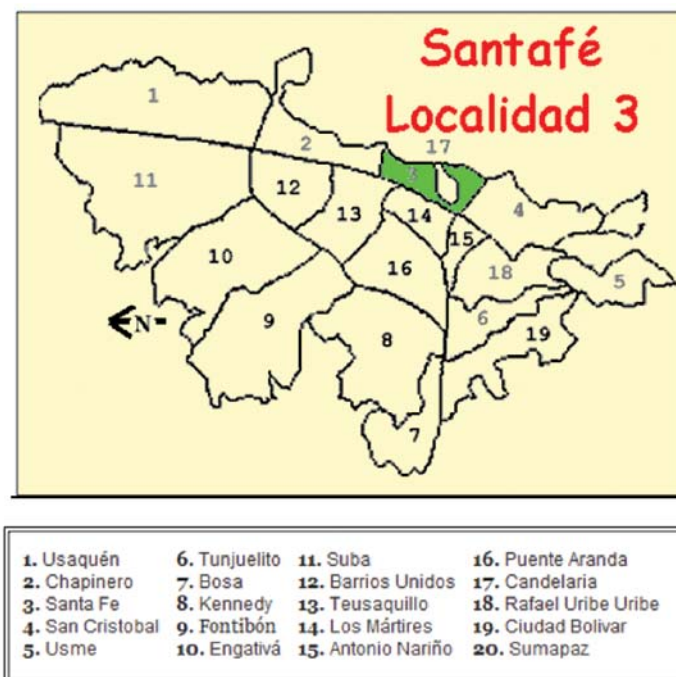 Santafé
Localidad 3
1
2
17
3
11
12
13
14
4
15
10
16
18
5
N
9
6
8
19
7
1. Usaquén
2. Chapinero
3. Santa Fe
4. San Cristobal
5. Usme
6. Tunjuelito
7. Bosa
8. Kennedy
9. Fontibón
10. Engativá
11. Suba
12. Barrios Unidos
13. Teusaquillo
14. Los Mártires
15. Antonio Nariño
16. Puente Aranda
17. Candelaria
18. Rafael Uribe Uribe
19. Ciudad Bolivar
20. Sumapaz